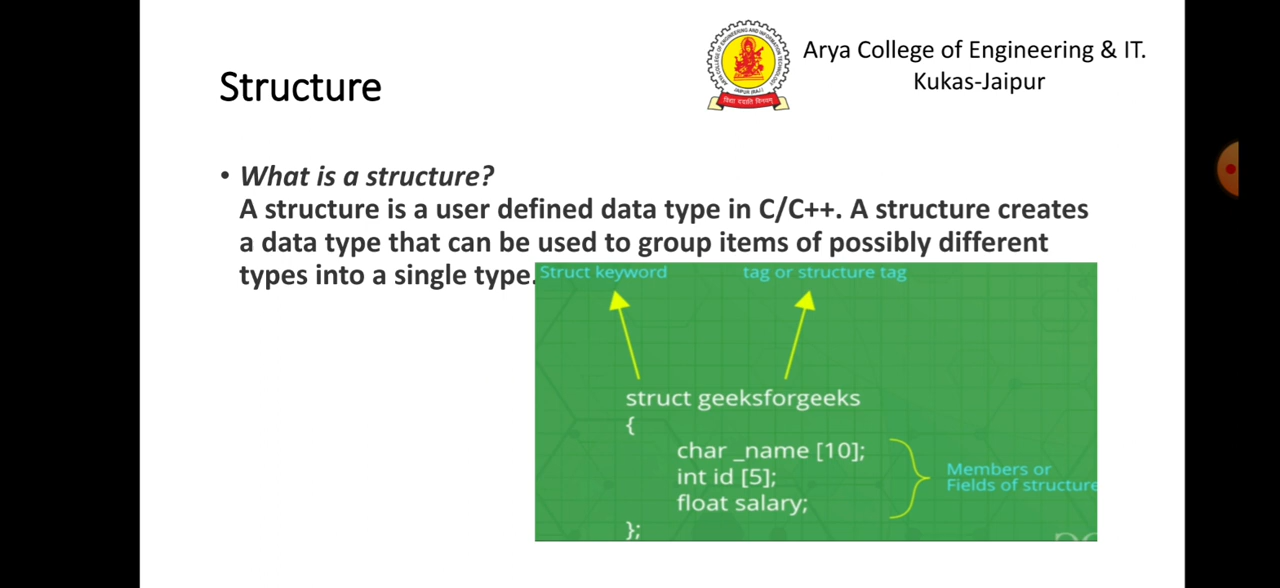 Structure
Arya College of Engineering & IT.
Kukas-Jaipur
• What is a structure?
A structure is a user defined data type in C/C++. A structure creates
a data type that can be used to group items of possibly different
types into a single type.
Struct keyword
tag or structure tag
struct geeksforgeeks
{
char _name [10];
int id [5];
float salary;
};
Members or
Fields of structure